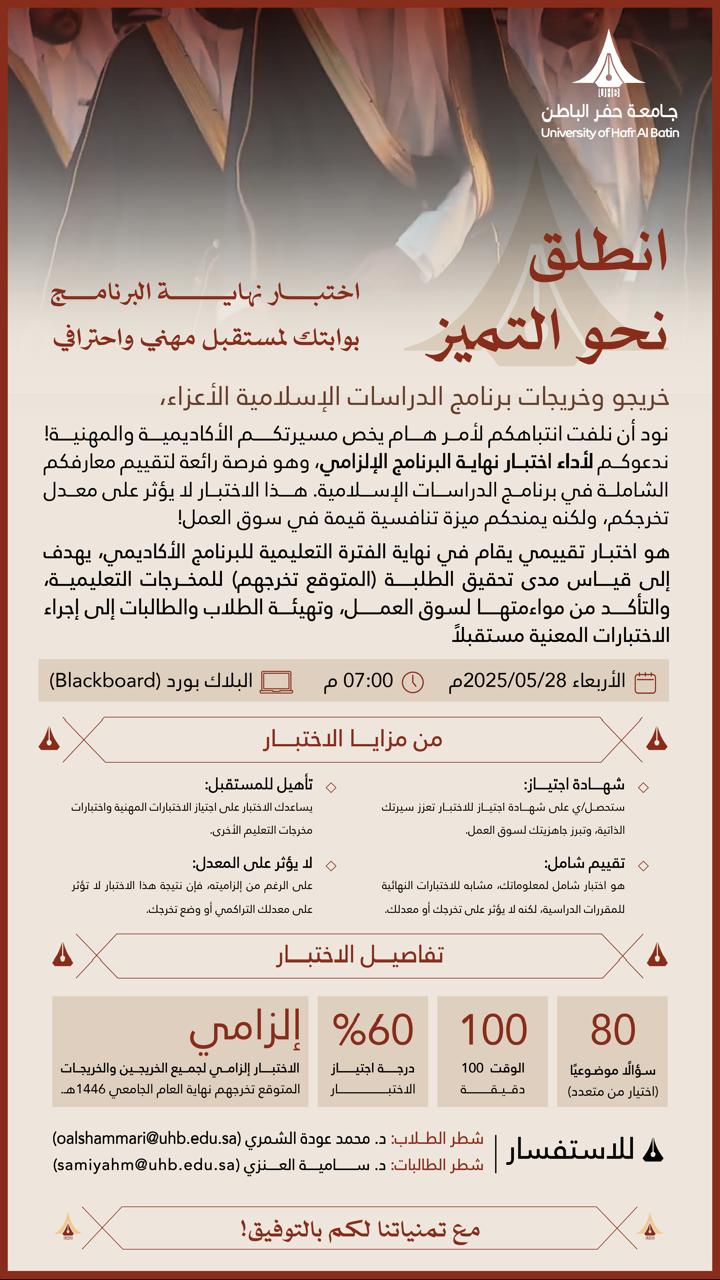 UHB
جامعة حفر الباطن
University of Hafr Al Batin
انطلق
نحو التميز
اختبار نهاية البرنامج
بوابتك لمستقبل مهني واحترافي
خريجو وخريجات برنامج الدراسات الإسلامية الأعزاء،
نود أن نلفت انتباهكم لأمر هام يخص مسيرتكم الأكاديمية والمهنية!
ندعوكم لأداء اختبار نهاية البرنامج الإلزامي، وهو فرصة رائعة لتقييم معارفكم
الشاملة في برنامج الدراسات الإسلامية. هذا الاختبار لا يؤثر على معدل
تخرجكم، ولكنه يمنحكم ميزة تنافسية قيمة في سوق العمل!
هو اختبار تقييمي يقام في نهاية الفترة التعليمية للبرنامج الأكاديمي، يهدف
إلى قياس مدى تحقيق الطلبة (المتوقع تخرجهم) للمخرجات التعليمية،
والتأكد من مواءمتها لسوق العمل، وتهيئة الطلاب والطالبات إلى إجراء
الاختبارات المعنية مستقبلاً
الأربعاء 2025/05/28م
07:00 م
البلاك بورد (Blackboard)
من مزايا الاختبار
شهادة اجتياز:
ستحصل/ي على شهادة اجتياز للاختبار تعزز سيرتك
الذاتية، وتبرز جاهزيتك لسوق العمل.
تأهيل للمستقبل:
يساعدك الاختبار على اجتياز الاختبارات المهنية واختبارات
مخرجات التعليم الأخرى.
تقييم شامل:
هو اختبار شامل لمعلوماتك، مشابه للاختبارات النهائية
للمقررات الدراسية، لكنه لا يؤثر على تخرجك أو معدلك.
لا يؤثر على المعدل:
على الرغم من إلزاميته، فإن نتيجة هذا الاختبار لا تؤثر
على معدلك التراكمي أو وضع تخرجك.
تفاصيل الاختبار
80
سؤالًا موضوعيًا
(اختيار من متعدد)
100
الوقت 100
دقيقة
%60
درجة اجتياز
الاختبار
إلزامي
الاختبار إلزامي لجميع الخريجين والخريجات
المتوقع تخرجهم نهاية العام الجامعي 1446هـ.
للاستفسار
شطر الطلاب: د. محمد عودة الشمري (oalshammari@uhb.edu.sa)
شطر الطالبات: د. سامية العنزي (samiyahm@uhb.edu.sa)
مع تمنياتنا لكم بالتوفيق!